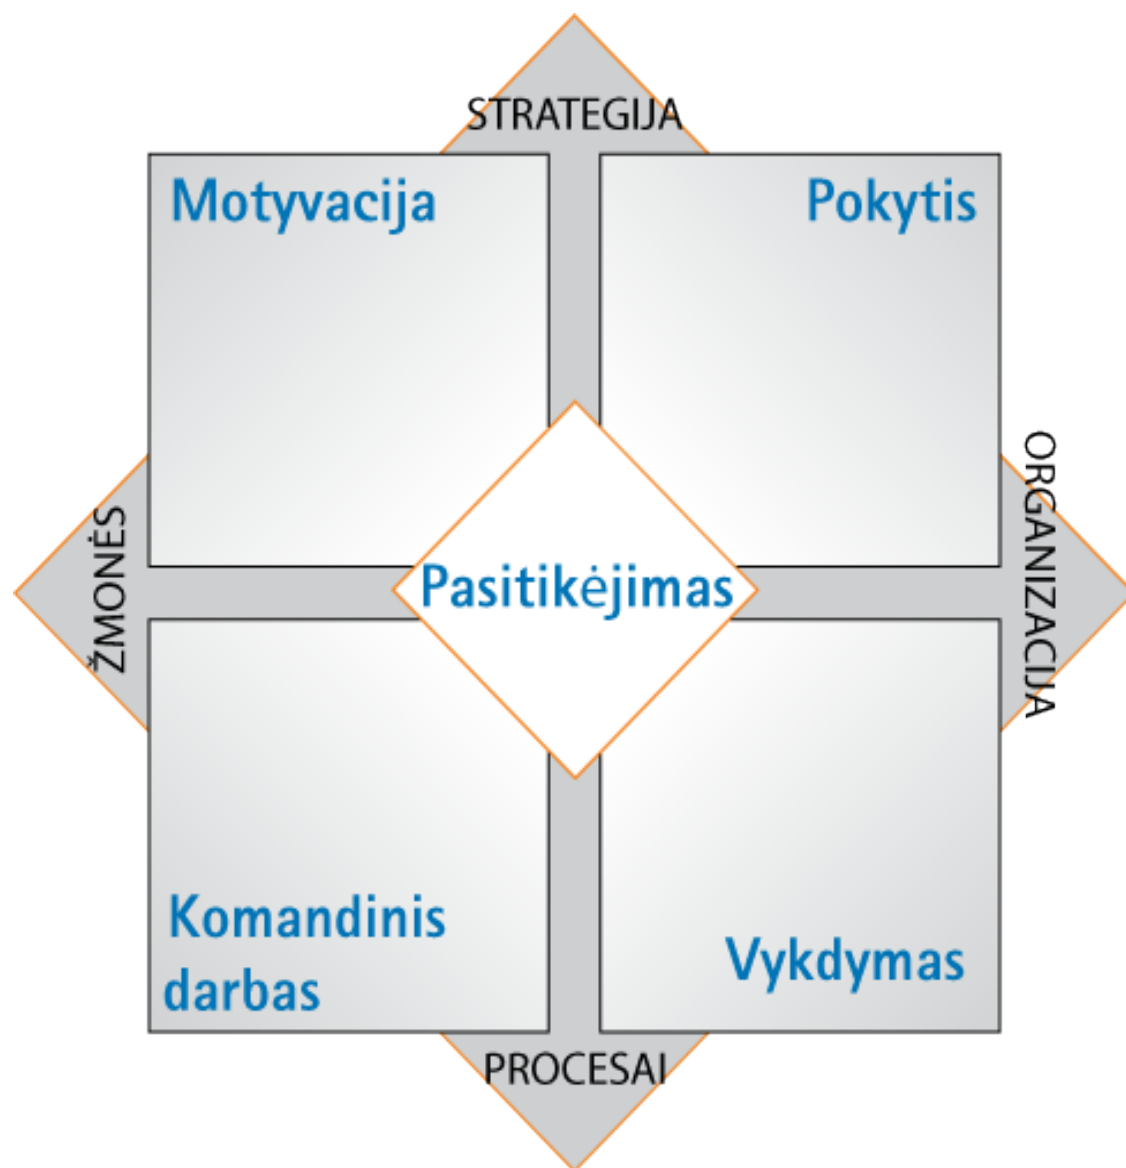 STRATEGIJA
Motyvacija
Pokytis
ŽMONĖS
Pasitikėjimas
ORGANIZACIJA
Komandinis
darbas
Vykdymas
PROCESAI